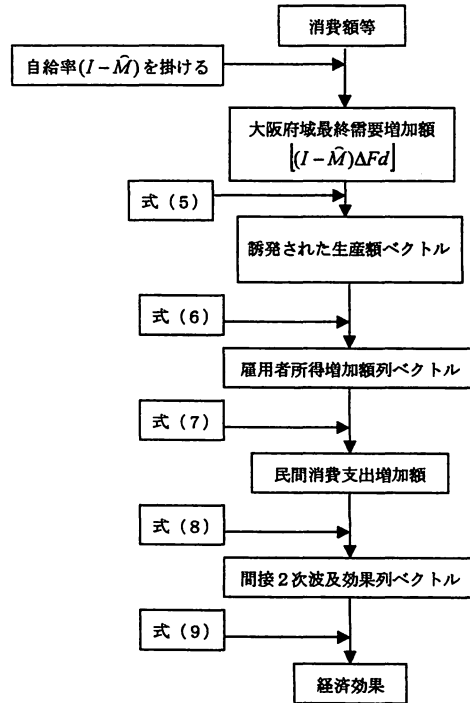 消費額等
自給率(I−M̂)を掛ける
大阪府域最終需要増加額
⌊(I−M̂)ΔFd⌋
式(5)
誘発された生産額ベクトル
式(6)
雇用者所得増加額列ベクトル
式(7)
民間消費支出増加額
式(8)
間接2次波及効果列ベクトル
式(9)
経済効果